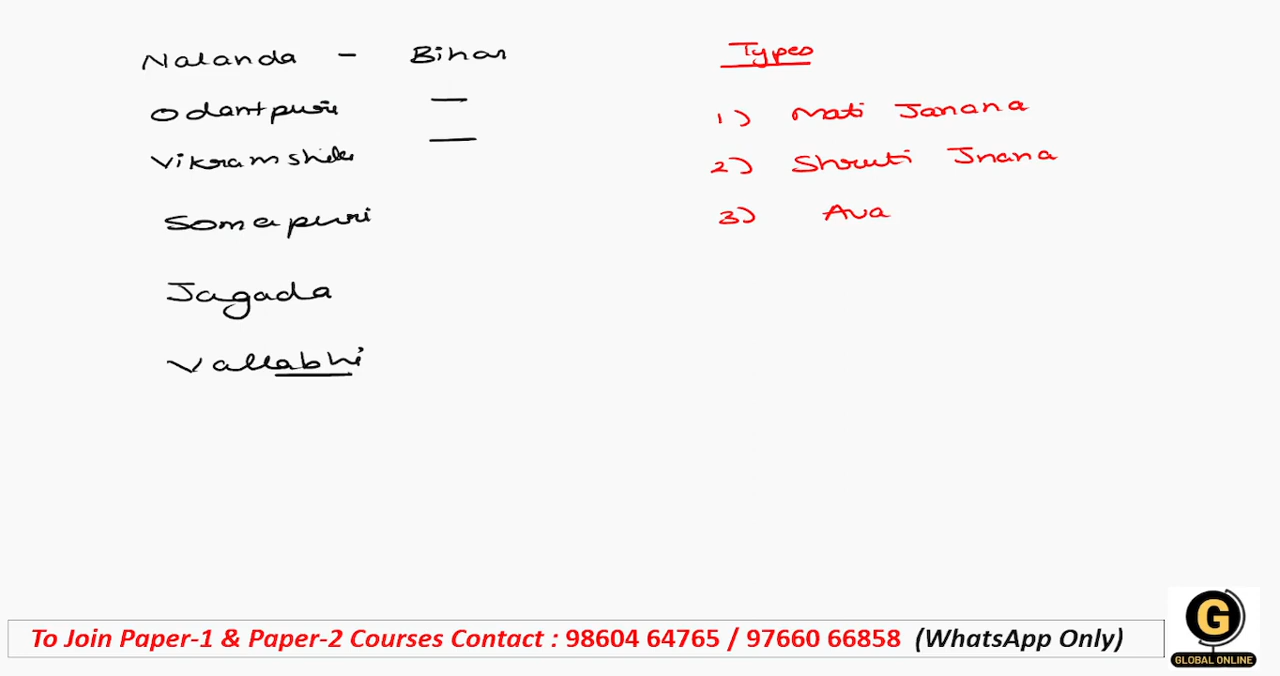 Nalanda - Bihar
Odantpuri —
Vikramshila —
Somapuri
Jagada
Vallabhi
Types
1) Mati Janana
2) Shruti Jnana
3) Ava
To Join Paper-1 & Paper-2 Courses Contact : 98604 64765 / 97660 66858 (WhatsApp Only)
G
GLOBAL ONLINE